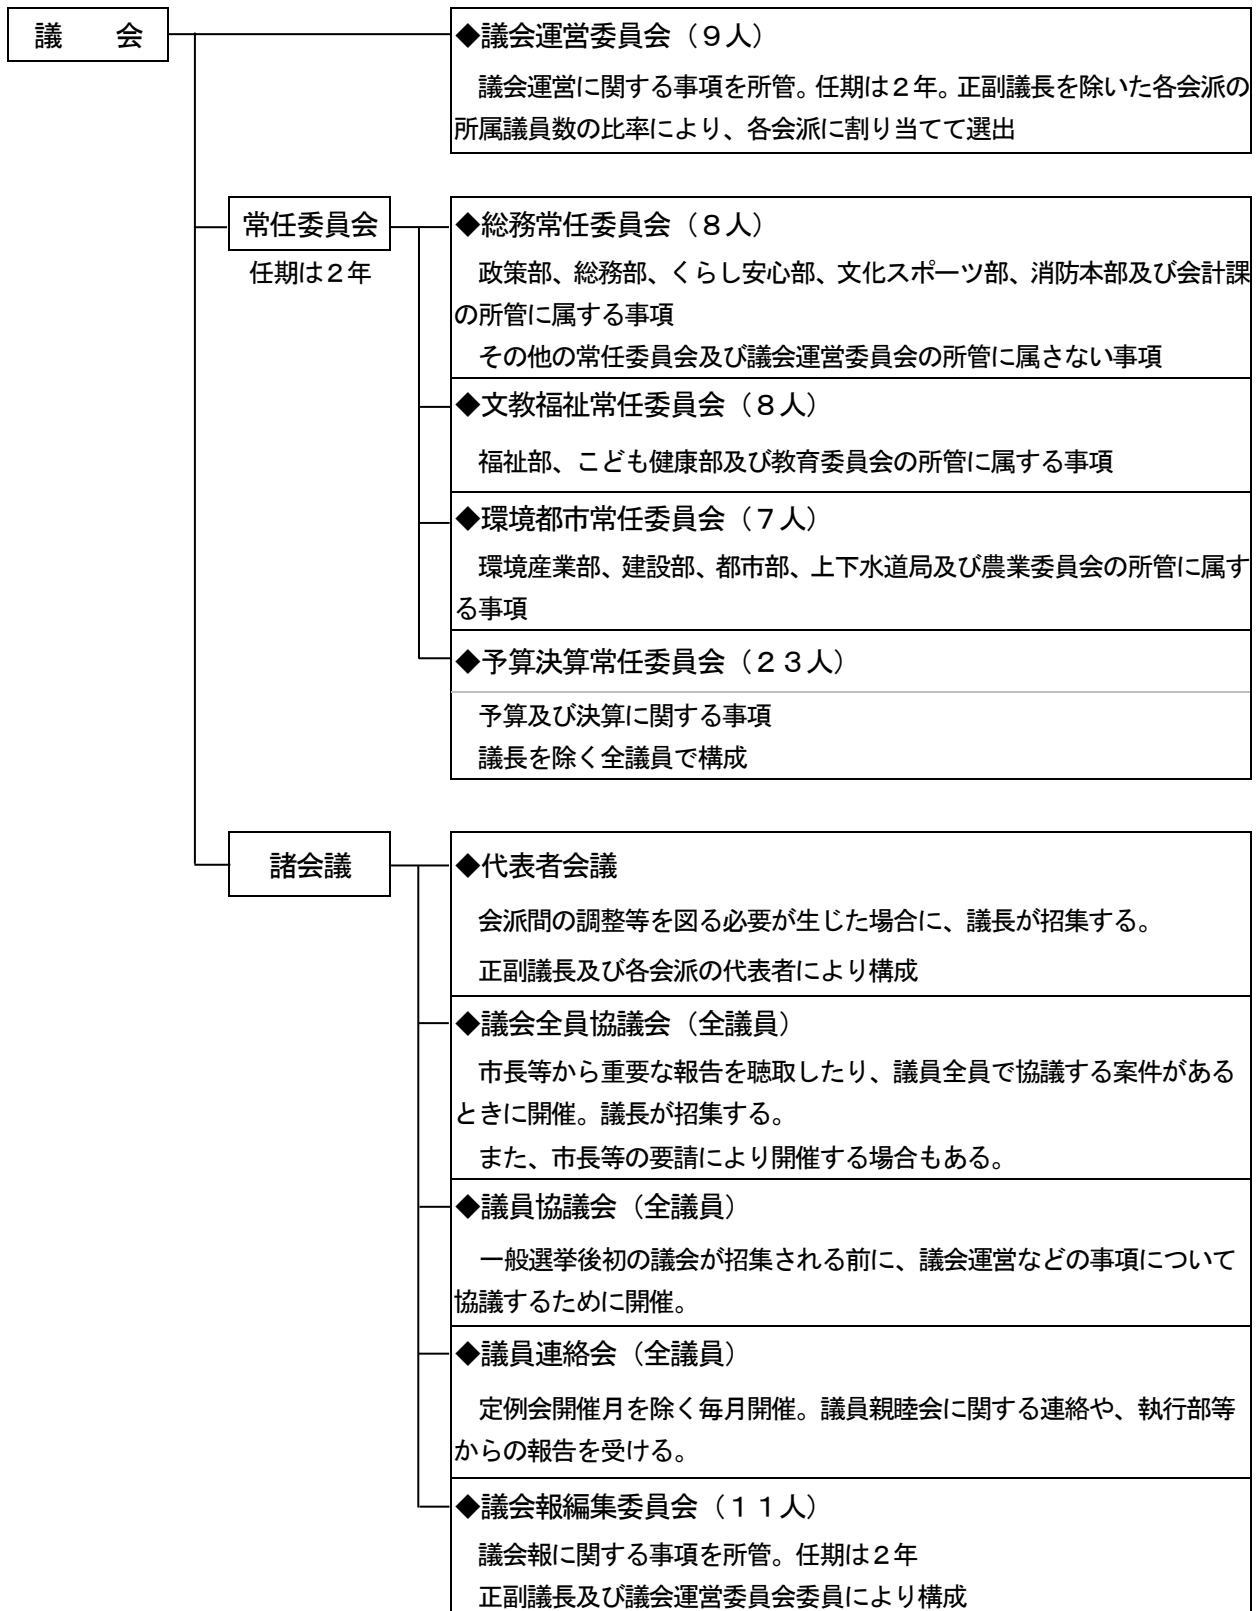 議　　会
◆議会運営委員会（９人）
議会運営に関する事項を所管。任期は２年。正副議長を除いた各会派の
所属議員数の比率により、各会派に割り当てて選出
常任委員会
任期は２年
◆総務常任委員会（８人）
政策部、総務部、くらし安心部、文化スポーツ部、消防本部及び会計課
の所管に属する事項
その他の常任委員会及び議会運営委員会の所管に属さない事項
◆文教福祉常任委員会（８人）
福祉部、こども健康部及び教育委員会の所管に属する事項
◆環境都市常任委員会（７人）
環境産業部、建設部、都市部、上下水道局及び農業委員会の所管に属す
る事項
◆予算決算常任委員会（２３人）
予算及び決算に関する事項
議長を除く全議員で構成
諸会議
◆代表者会議
会派間の調整等を図る必要が生じた場合に、議長が招集する。
正副議長及び各会派の代表者により構成
◆議会全員協議会（全議員）
市長等から重要な報告を聴取したり、議員全員で協議する案件がある
ときに開催。議長が招集する。
また、市長等の要請により開催する場合もある。
◆議員協議会（全議員）
一般選挙後初の議会が招集される前に、議会運営などの事項について
協議するために開催。
◆議員連絡会（全議員）
定例会開催月を除く毎月開催。議員親睦会に関する連絡や、執行部等
からの報告を受ける。
◆議会報編集委員会（１１人）
議会報に関する事項を所管。任期は２年
正副議長及び議会運営委員会委員により構成